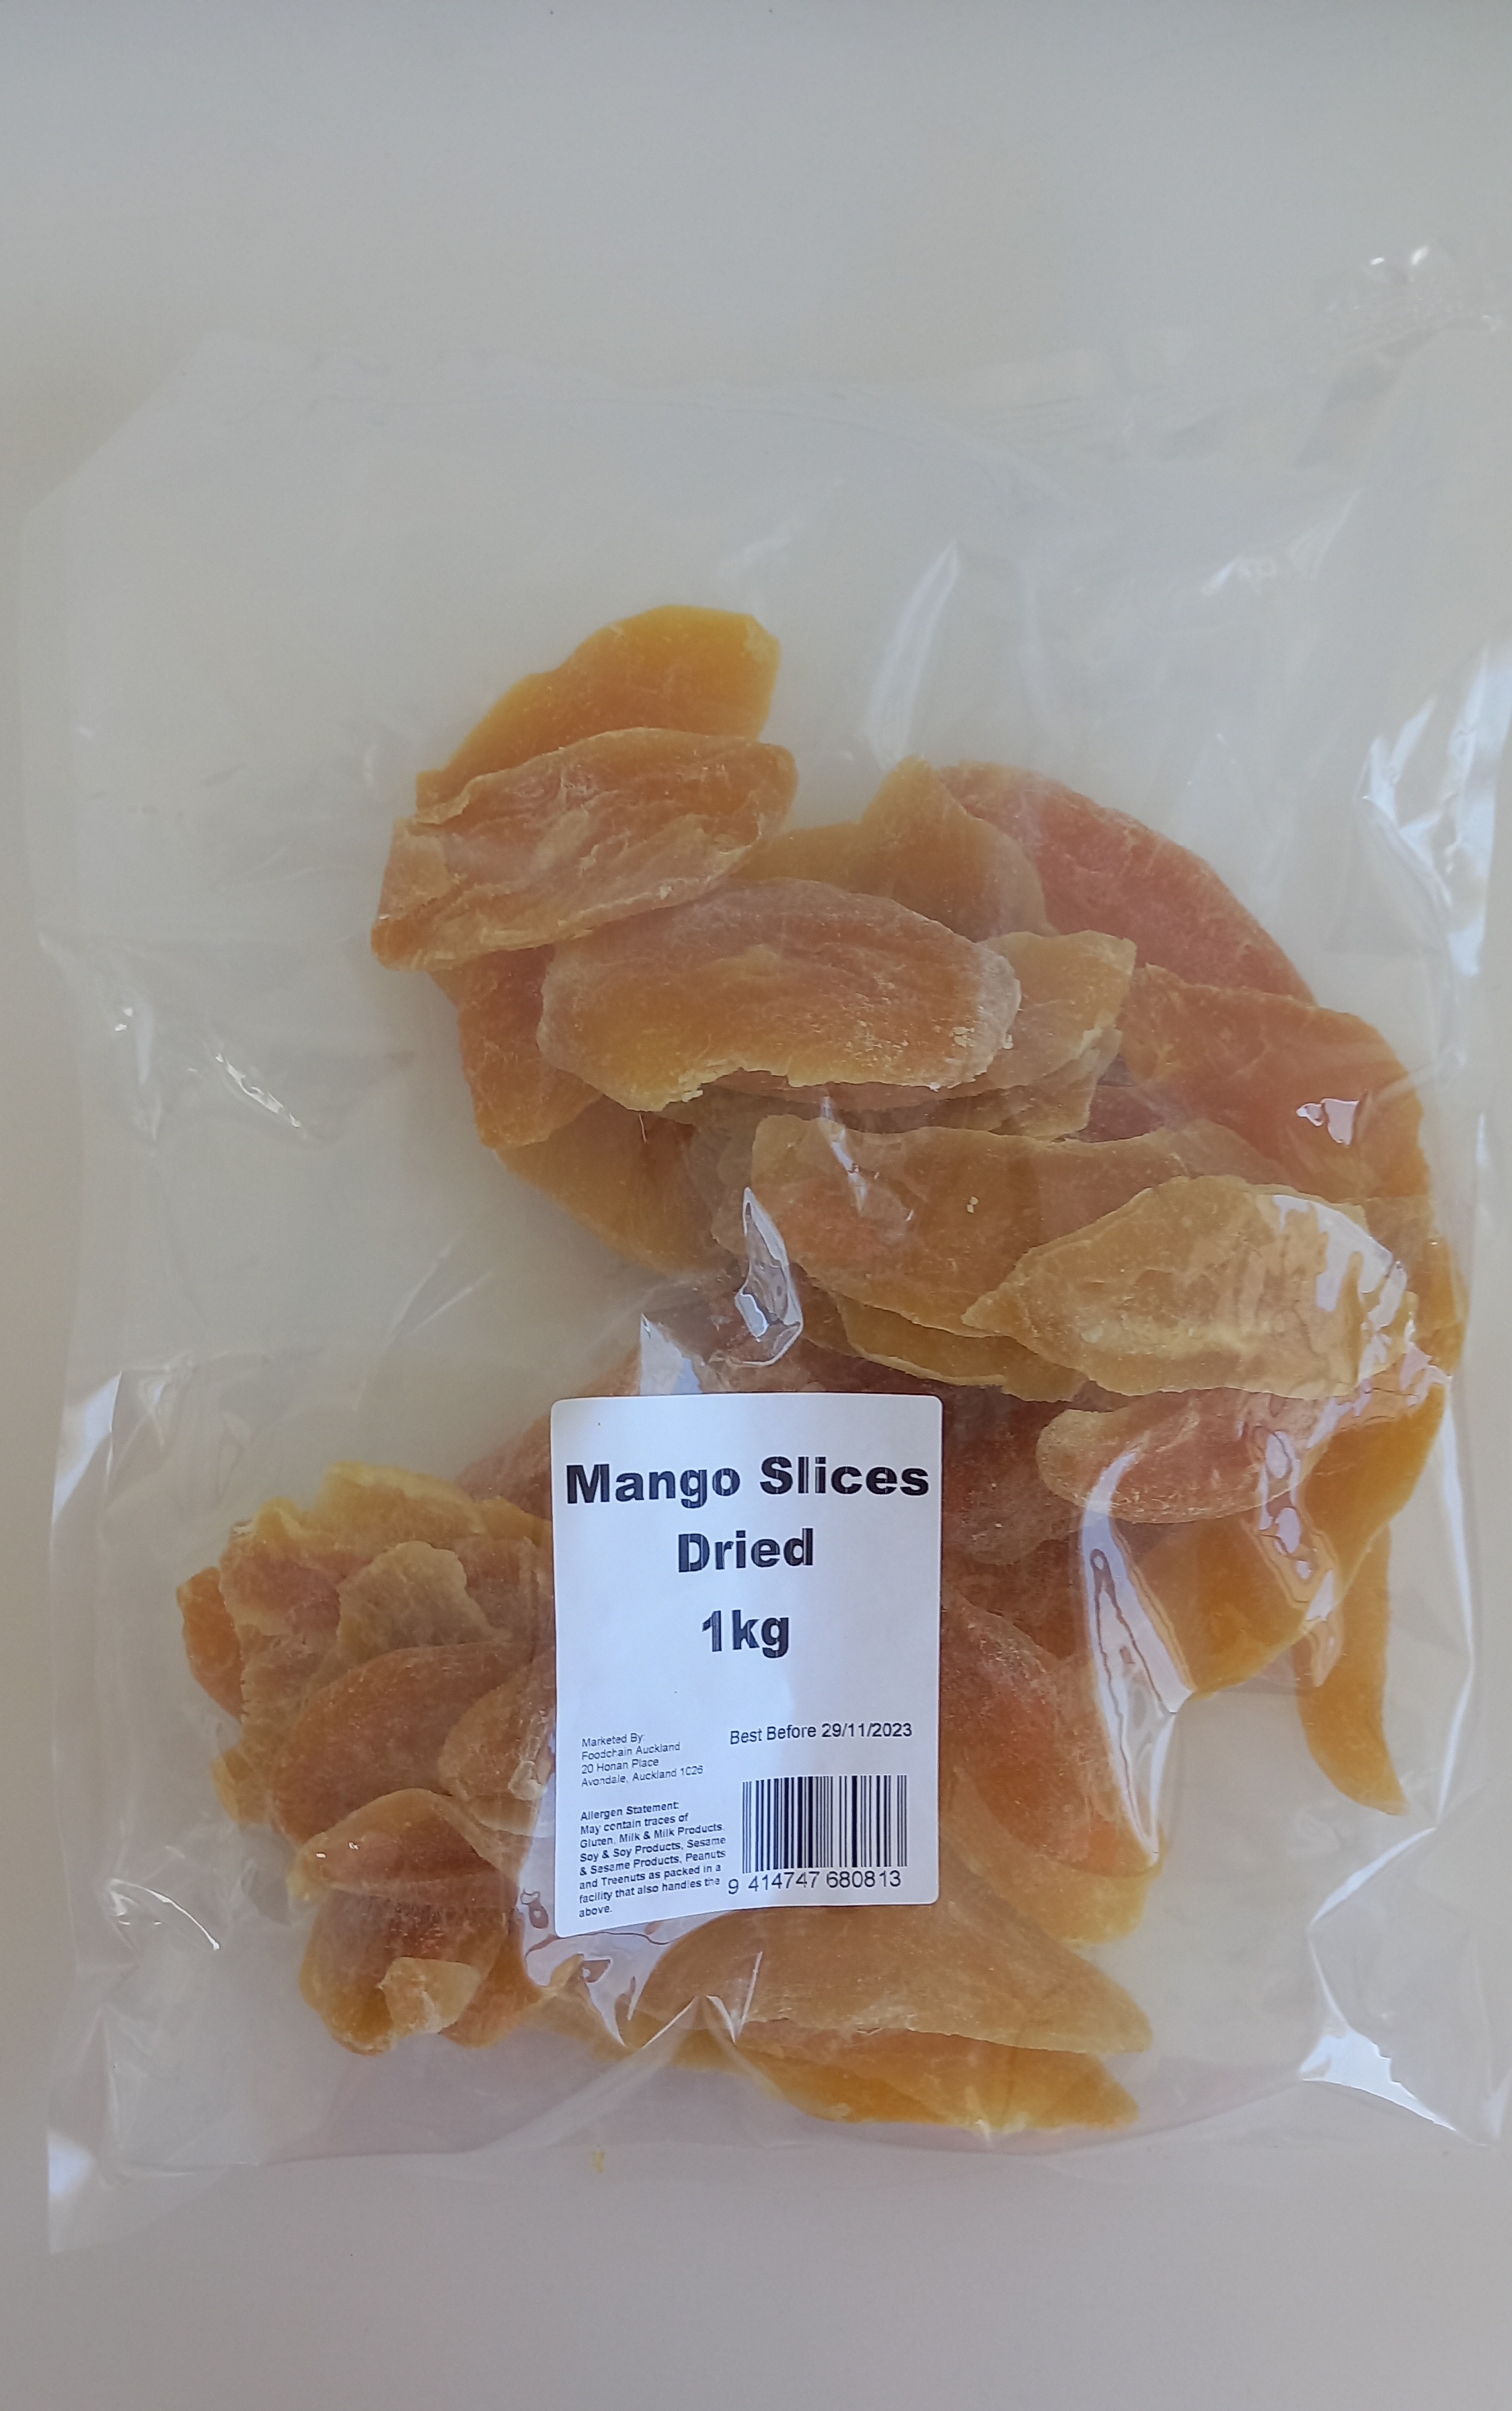 Mango Slices
Dried
1kg
Best Before 29/11/2023
Marketed By
Foodchain Auckland
20 Honan Place
Avondale, Auckland 1026
Allergen Statement:
May contain traces of
Gluten, Milk & Milk Products.
Soy & Soy Products, Sesame
& Sesame Products, Peanuts
and Treenuts as packed in a
facility that also handles the
above.
9 414747 680813